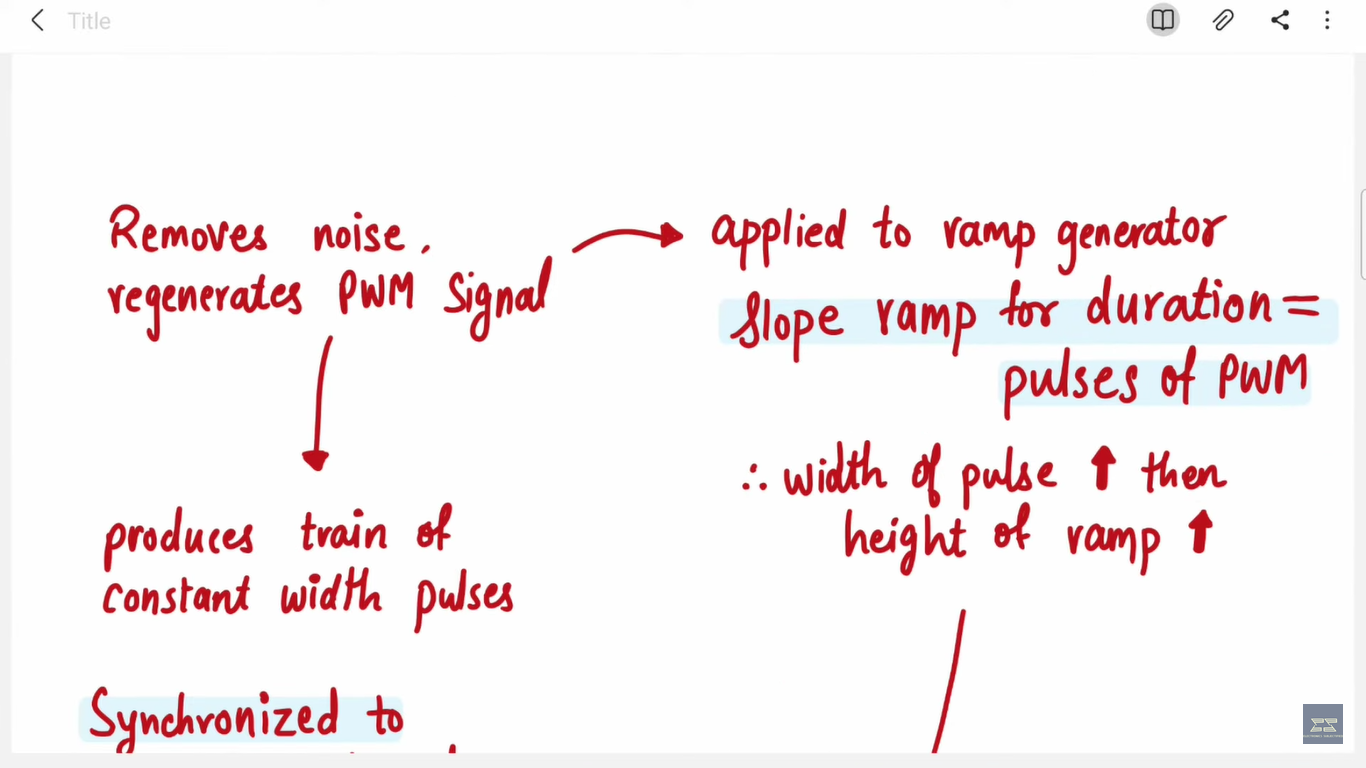 Title
Removes noise,
regenerates PWM Signal
applied to ramp generator
Slope ramp for duration =
pulses of PWM
∴ width of pulse ↑ then
height of ramp ↑
produces train of
constant width pulses
Synchronized to